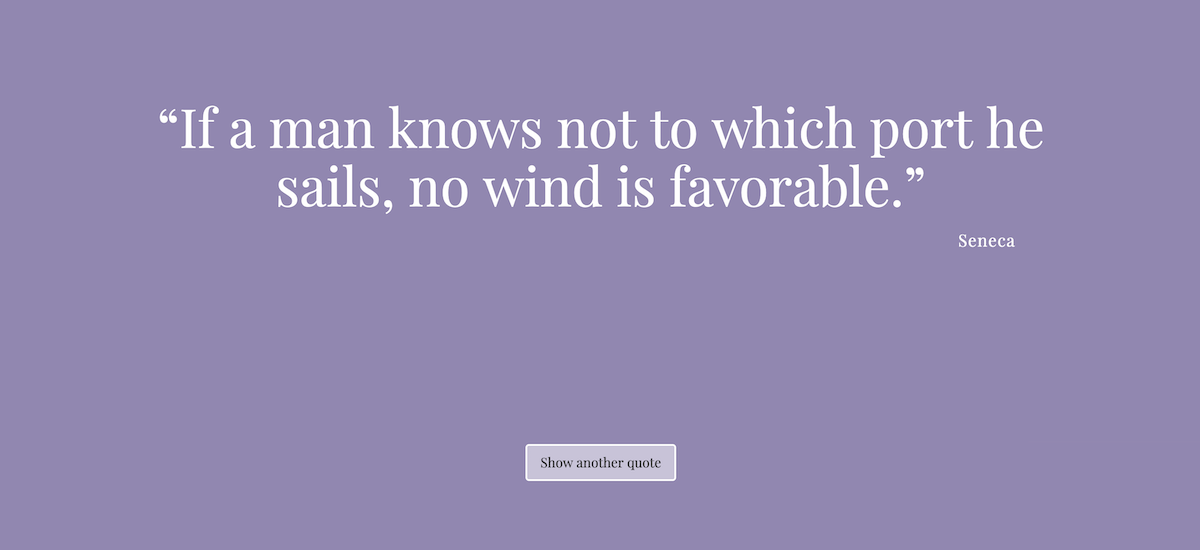 “If a man knows not to which port he
sails, no wind is favorable.”
Seneca
Show another quote